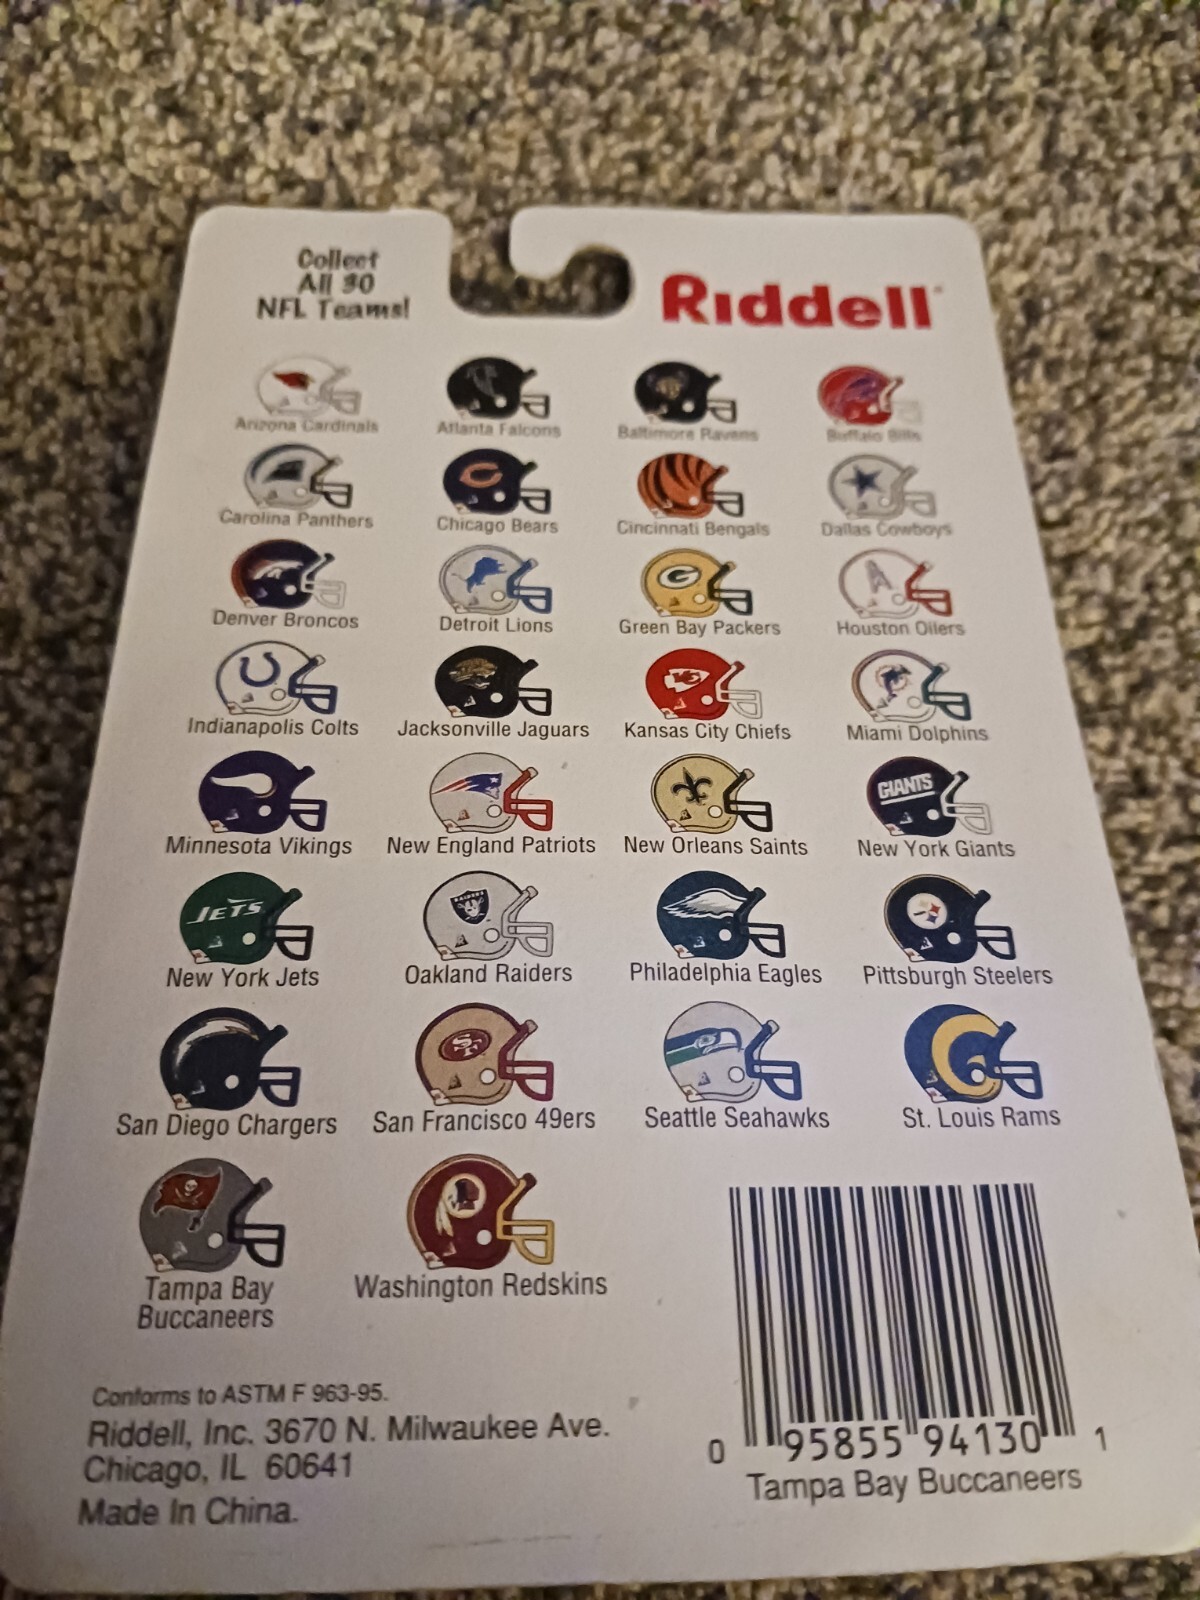 Collect
All 30
NFL Teams!
Riddell
Arizona Cardinals
Atlanta Falcons
Baltimore Ravens
Buffalo Bills
Carolina Panthers
Chicago Bears
Cincinnati Bengals
Dallas Cowboys
Denver Broncos
Detroit Lions
Green Bay Packers
Houston Oilers
Indianapolis Colts
Jacksonville Jaguars
Kansas City Chiefs
Miami Dolphins
GIANTS
Minnesota Vikings
New England Patriots
New Orleans Saints
New York Giants
JETS
RAIDERS
New York Jets
Oakland Raiders
Philadelphia Eagles
Pittsburgh Steelers
SF
San Diego Chargers
San Francisco 49ers
Seattle Seahawks
St. Louis Rams
Tampa Bay
Buccaneers
Washington Redskins
Conforms to ASTM F 963-95.
Riddell, Inc. 3670 N. Milwaukee Ave.
Chicago, IL 60641
Made In China.
0 95855 94130 1
Tampa Bay Buccaneers